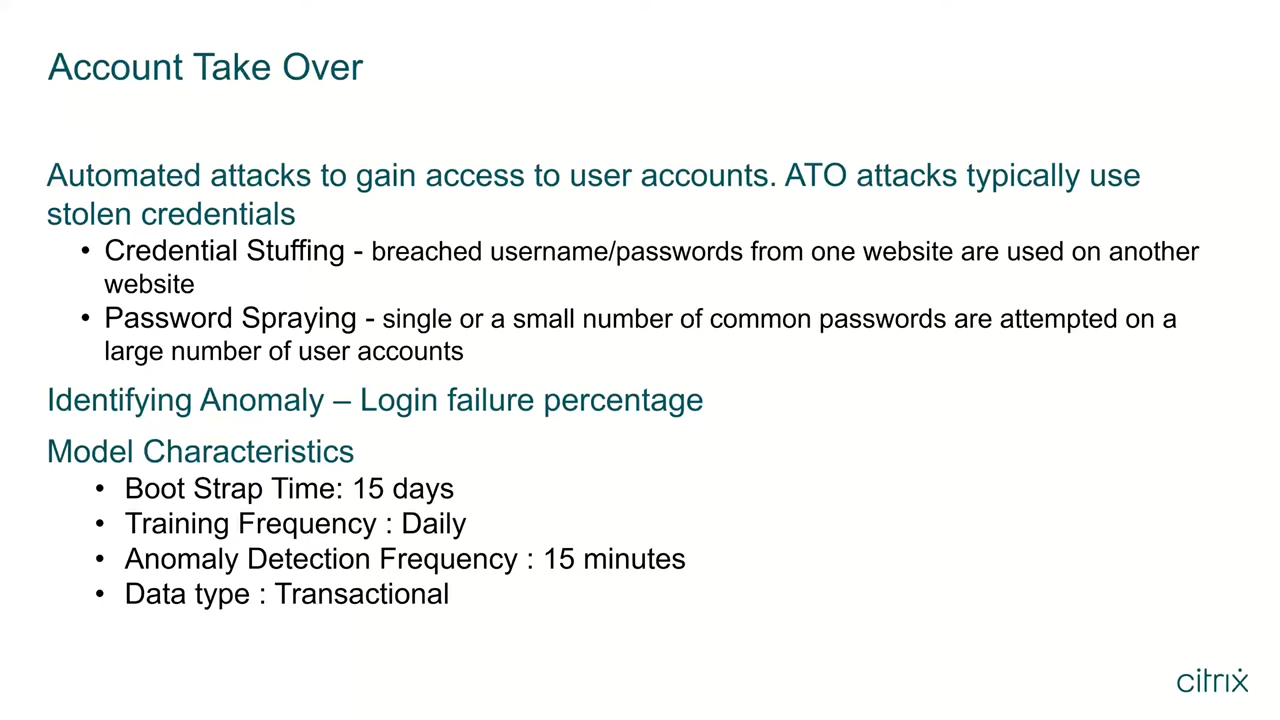 Account Take Over
Automated attacks to gain access to user accounts. ATO attacks typically use
stolen credentials
• Credential Stuffing - breached username/passwords from one website are used on another
website
• Password Spraying - single or a small number of common passwords are attempted on a
large number of user accounts
Identifying Anomaly – Login failure percentage
Model Characteristics
• Boot Strap Time: 15 days
• Training Frequency : Daily
• Anomaly Detection Frequency : 15 minutes
• Data type : Transactional
citrix